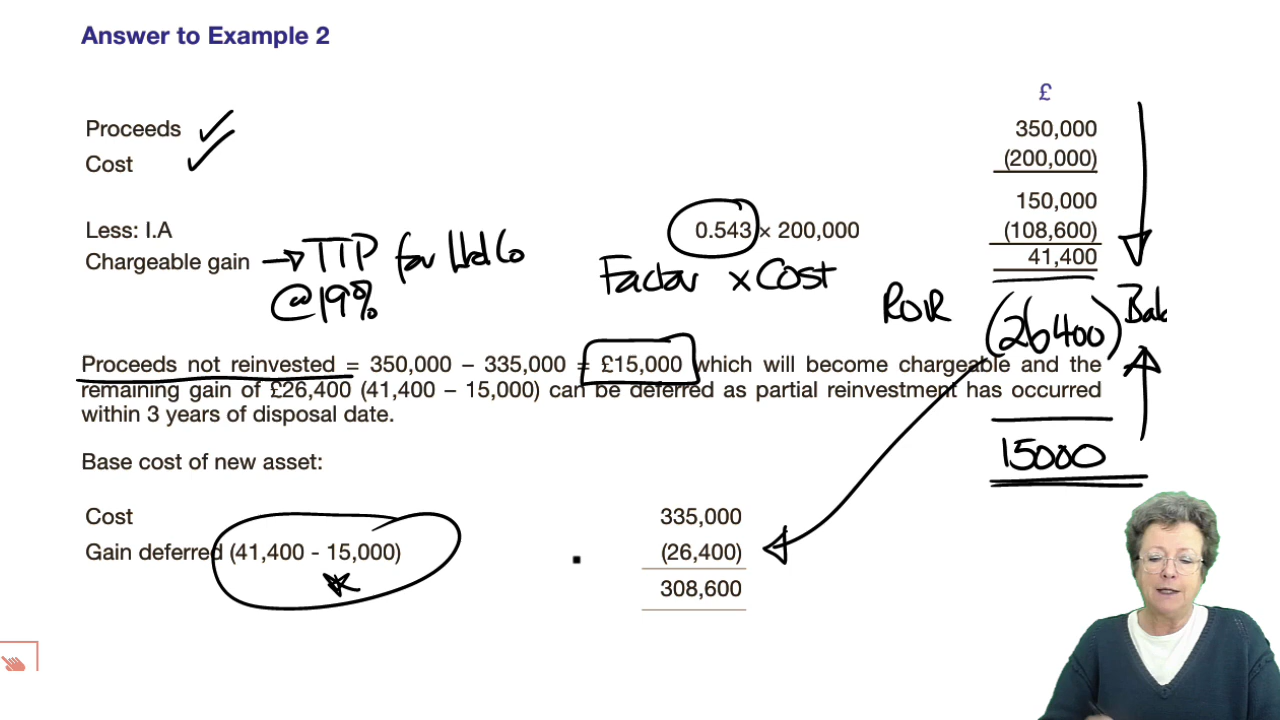 Answer to Example 2
£
Proceeds 350,000
Cost (200,000)
150,000
Less: I.A 0.543 × 200,000 (108,600)
Chargeable gain → TTP for Ltd Co 41,400
@19%
Factor × Cost
ROR (26400) Bal
Proceeds not reinvested = 350,000 – 335,000 = £15,000 which will become chargeable and the
remaining gain of £26,400 (41,400 – 15,000) can be deferred as partial reinvestment has occurred
within 3 years of disposal date.
15000
Base cost of new asset:
Cost 335,000
Gain deferred (41,400 - 15,000) (26,400)
308,600